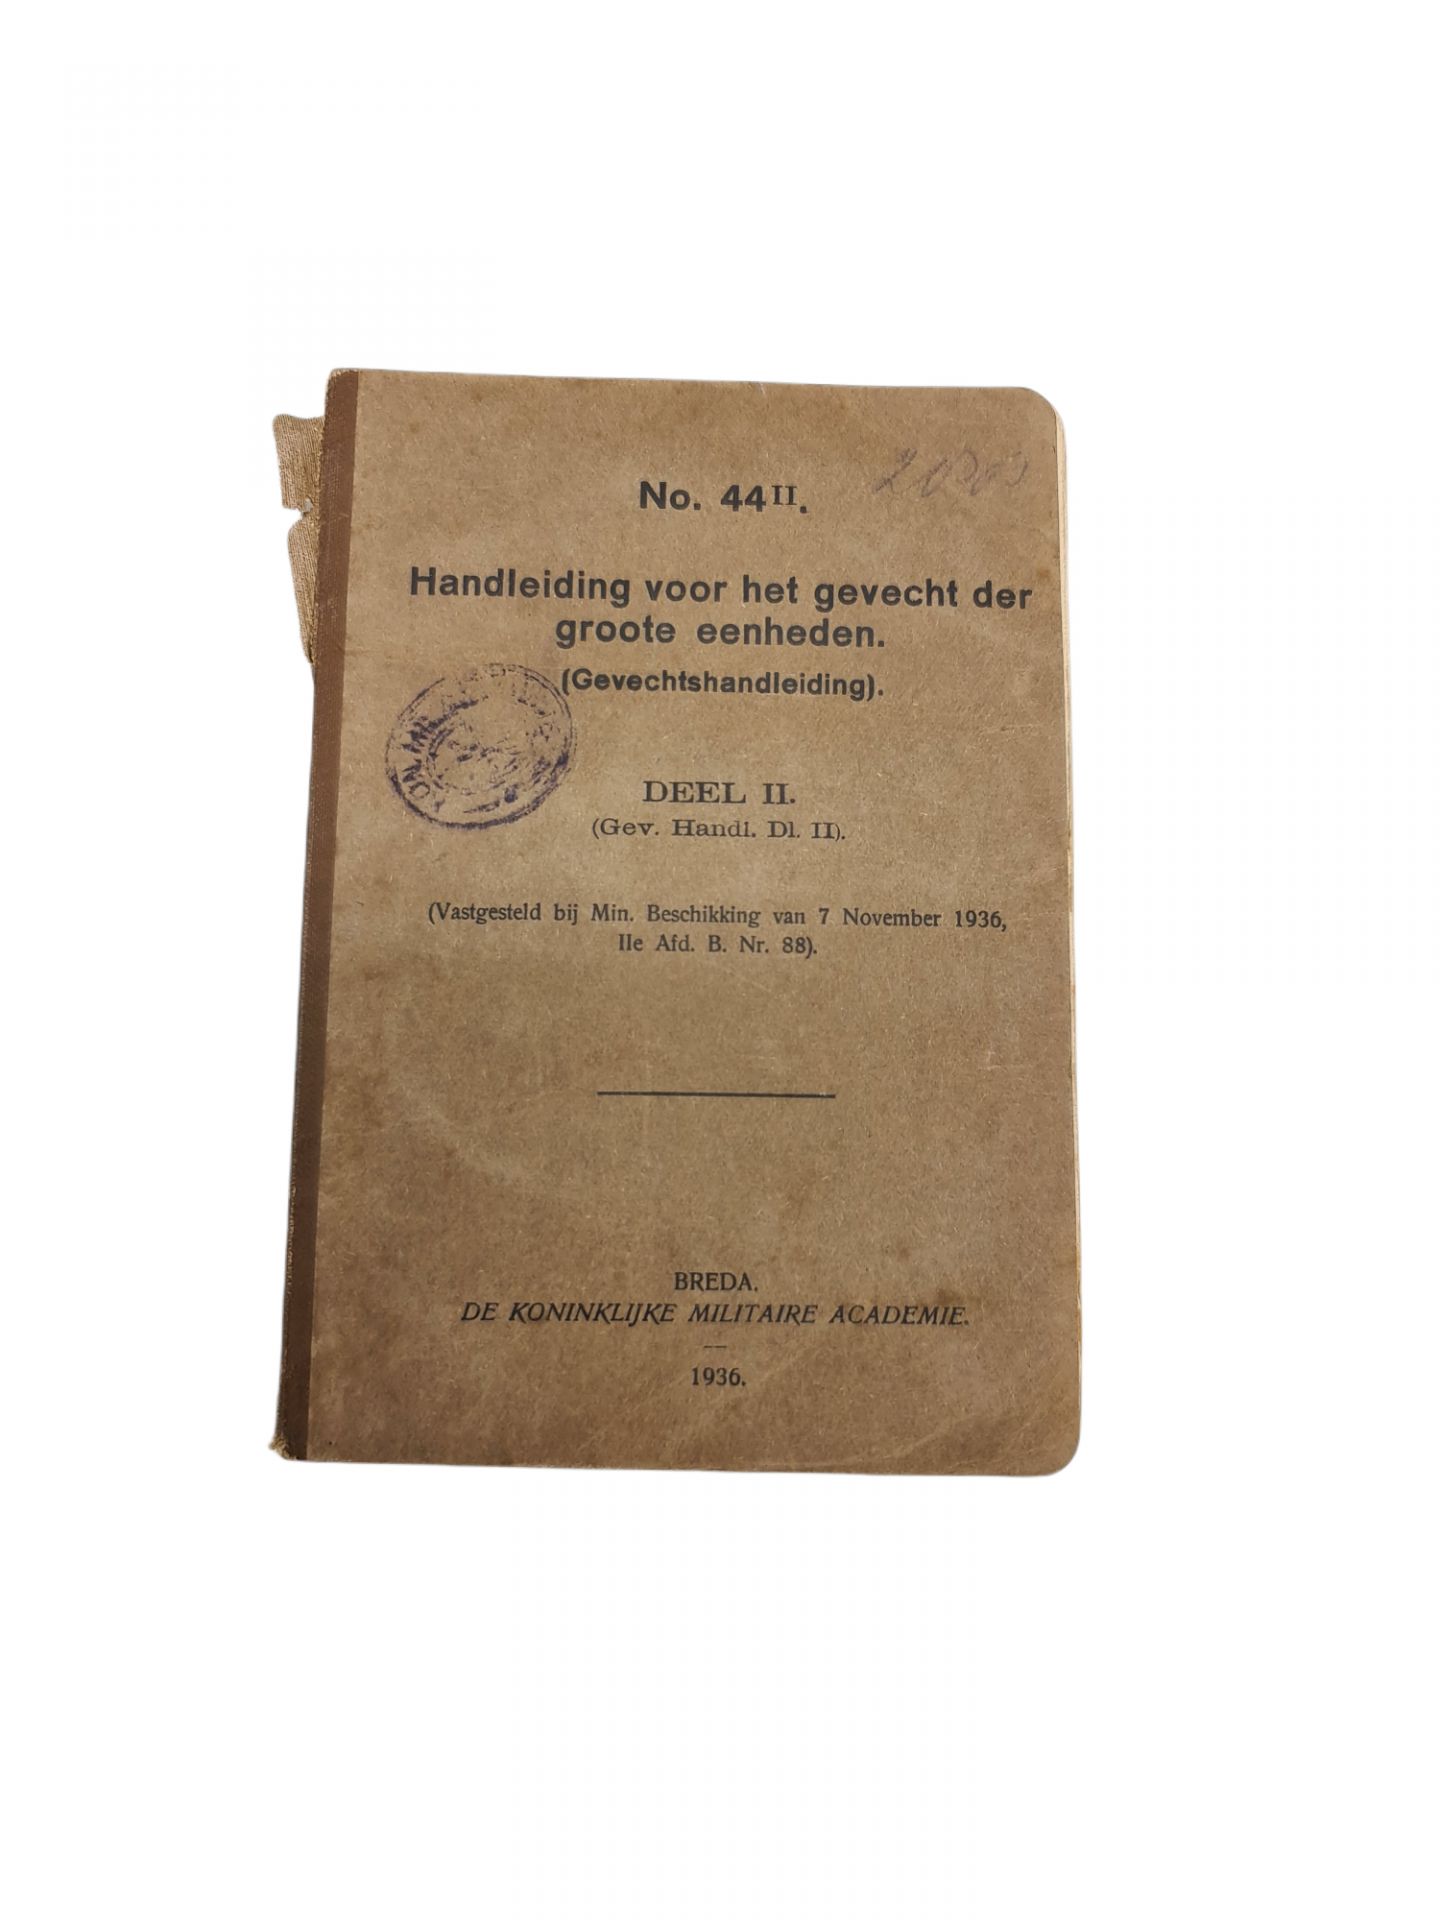 No. 44II.
Handleiding voor het gevecht der
groote eenheden.
(Gevechtshandleiding).
DEEL II.
(Gev. Handl. Dl. II).
(Vastgesteld bij Min. Beschikking van 7 November 1936,
IIe Afd. B. Nr. 88).
BREDA.
DE KONINKLIJKE MILITAIRE ACADEMIE.
1936.